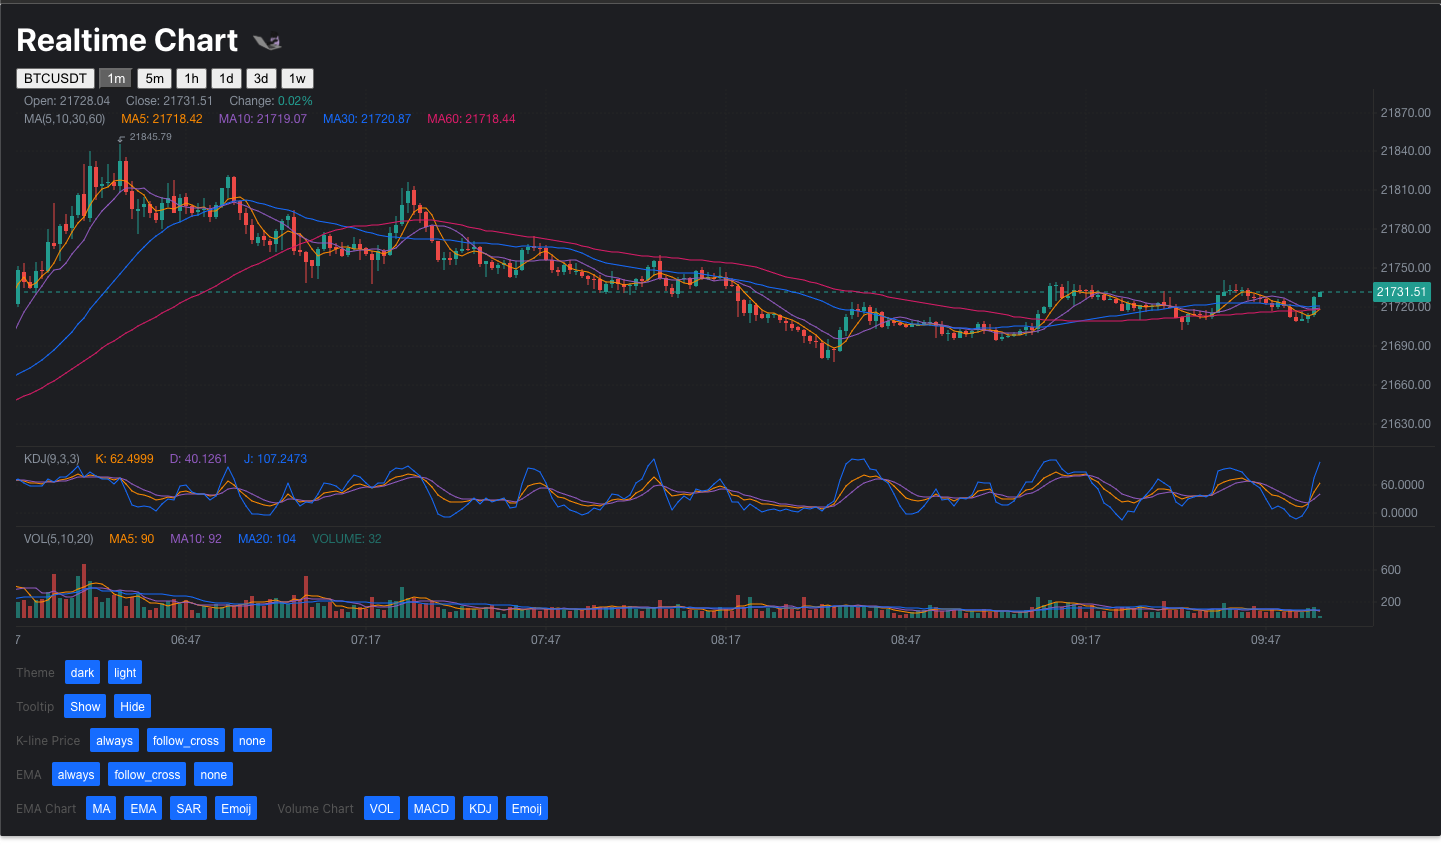 Realtime Chart
BTCUSDT 1m 5m 1h 1d 3d 1w
Open: 21728.04 Close: 21731.51 Change: 0.02%
MA(5,10,30,60) MA5: 21718.42 MA10: 21719.07 MA30: 21720.87 MA60: 21718.44
21845.79
21870.00
21840.00
21810.00
21780.00
21750.00
21731.51
21720.00
21690.00
21660.00
21630.00
KDJ(9,3,3) K: 62.4999 D: 40.1261 J: 107.2473
60.0000
0.0000
VOL(5,10,20) MA5: 90 MA10: 92 MA20: 104 VOLUME: 32
600
200
7 06:47 07:17 07:47 08:17 08:47 09:17 09:47
Theme dark light
Tooltip Show Hide
K-line Price always follow_cross none
EMA always follow_cross none
EMA Chart MA EMA SAR Emoij Volume Chart VOL MACD KDJ Emoij